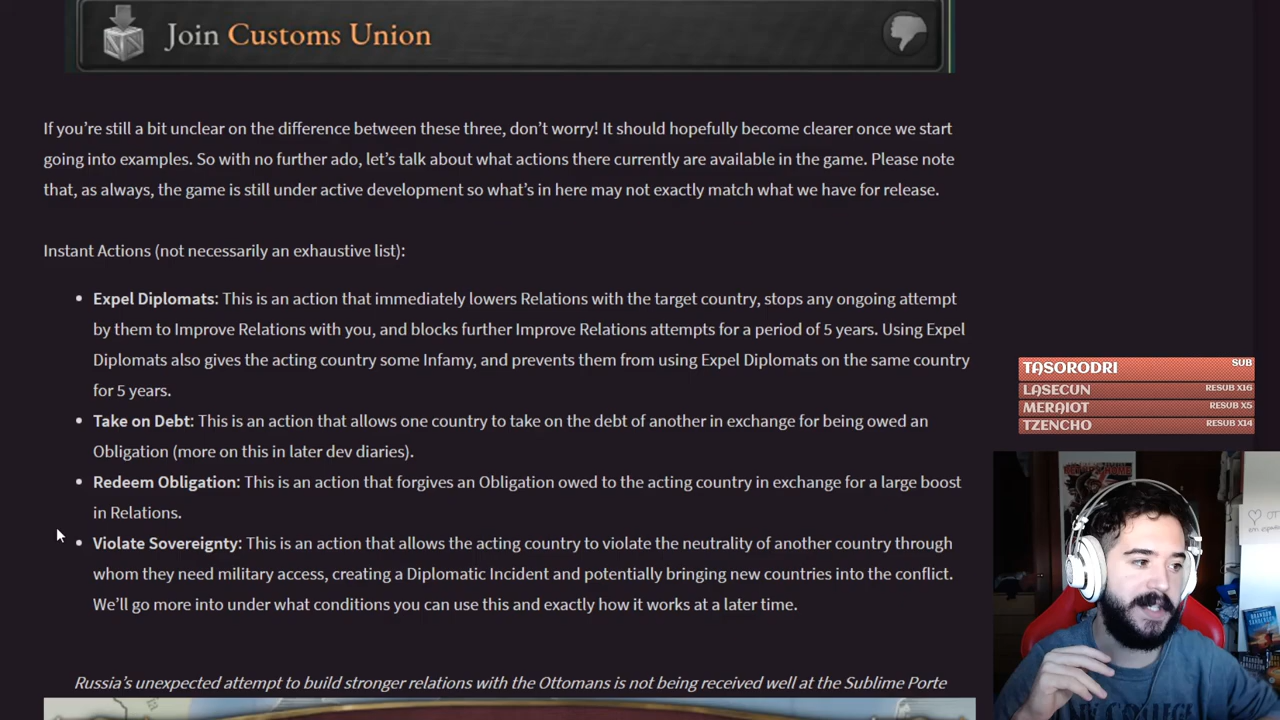 Join Customs Union
If you're still a bit unclear on the difference between these three, don't worry! It should hopefully become clearer once we start
going into examples. So with no further ado, let's talk about what actions there currently are available in the game. Please note
that, as always, the game is still under active development so what's in here may not exactly match what we have for release.
Instant Actions (not necessarily an exhaustive list):
Expel Diplomats: This is an action that immediately lowers Relations with the target country, stops any ongoing attempt
by them to Improve Relations with you, and blocks further Improve Relations attempts for a period of 5 years. Using Expel
Diplomats also gives the acting country some Infamy, and prevents them from using Expel Diplomats on the same country
for 5 years.
Take on Debt: This is an action that allows one country to take on the debt of another in exchange for being owed an
Obligation (more on this in later dev diaries).
Redeem Obligation: This is an action that forgives an Obligation owed to the acting country in exchange for a large boost
in Relations.
Violate Sovereignty: This is an action that allows the acting country to violate the neutrality of another country through
whom they need military access, creating a Diplomatic Incident and potentially bringing new countries into the conflict.
We'll go more into under what conditions you can use this and exactly how it works at a later time.
Russia's unexpected attempt to build stronger relations with the Ottomans is not being received well at the Sublime Porte
TASORODRI SUB
LASECUN RESUB X16
MERAIOT RESUB X5
TZENCHO RESUB X14